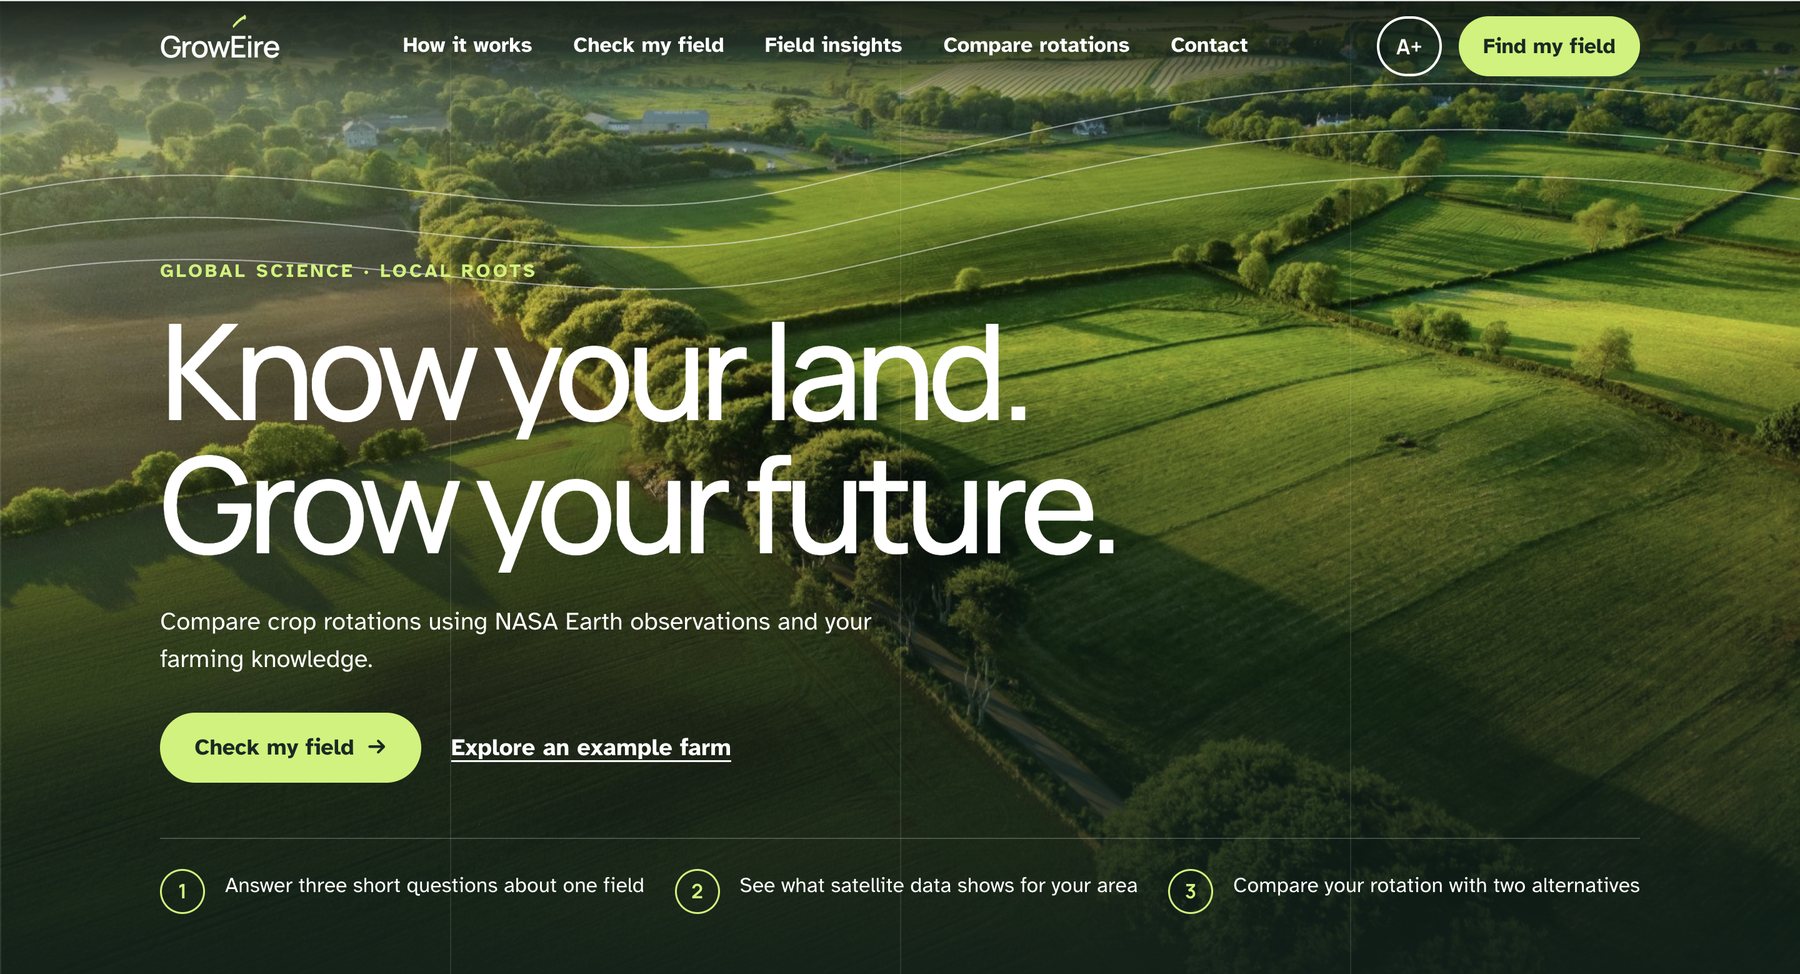 GrowÉire
How it works
Check my field
Field insights
Compare rotations
Contact
A+
Find my field
GLOBAL SCIENCE · LOCAL ROOTS
Know your land.
Grow your future.
Compare crop rotations using NASA Earth observations and your
farming knowledge.
Check my field →
Explore an example farm
1 Answer three short questions about one field
2 See what satellite data shows for your area
3 Compare your rotation with two alternatives